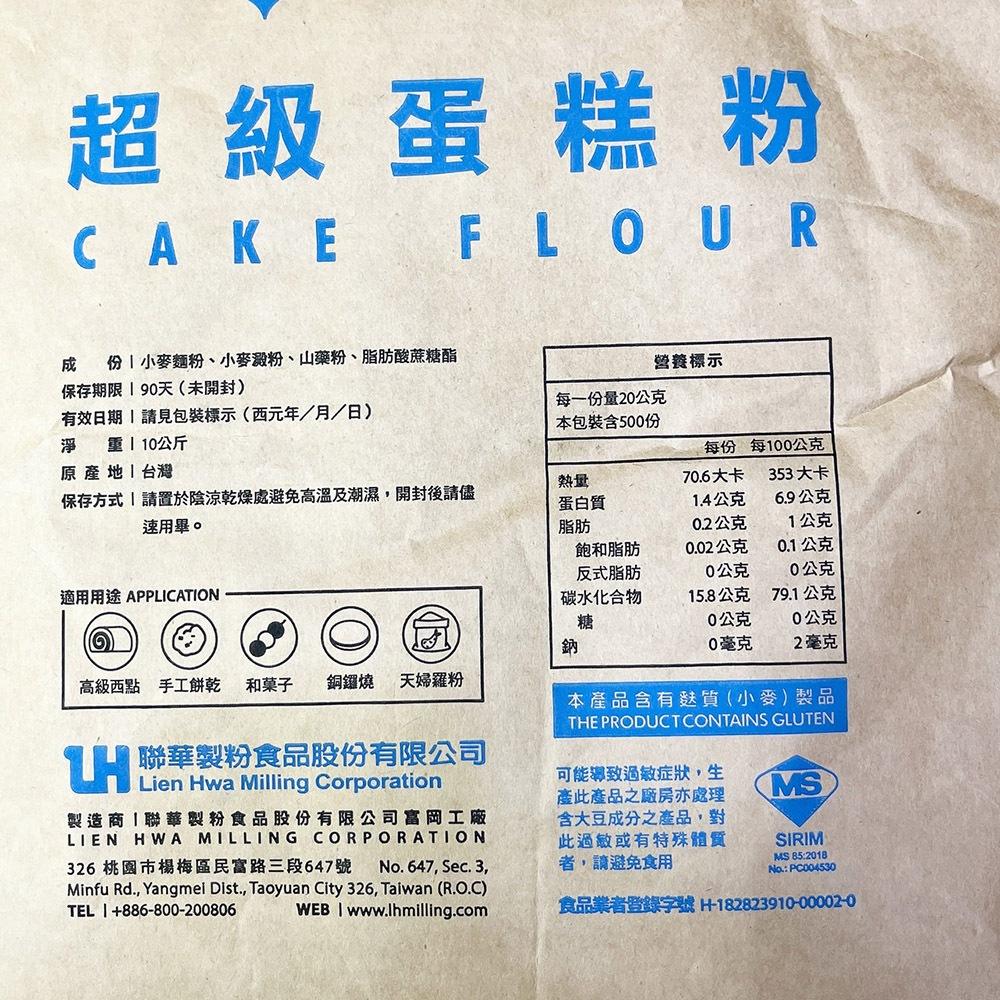 超級蛋糕粉
CAKE FLOUR
成份|小麥麵粉、小麥澱粉、山藥粉、脂肪酸蔗糖酯
保存期限|90天（未開封）
有效日期|請見包裝標示（西元年／月／日）
淨重|10公斤
原產地|台灣
保存方式|請置於陰涼乾燥處避免高溫及潮濕，開封後請儘
速用畢。
適用用途 APPLICATION
高級西點 手工餅乾 和菓子 銅鑼燒 天婦羅粉
LH 聯華製粉食品股份有限公司
Lien Hwa Milling Corporation
製造商|聯華製粉食品股份有限公司富岡工廠
LIEN HWA MILLING CORPORATION
326 桃園市楊梅區民富路三段647號 No. 647, Sec. 3,
Minfu Rd., Yangmei Dist., Taoyuan City 326, Taiwan (R.O.C)
TEL |+886-800-200806 WEB |www.lhmilling.com
營養標示
每一份量20公克
本包裝含500份
每份 每100公克
熱量 70.6大卡 353大卡
蛋白質 1.4公克 6.9公克
脂肪 0.2公克 1公克
飽和脂肪 0.02公克 0.1公克
反式脂肪 0公克 0公克
碳水化合物 15.8公克 79.1公克
糖 0公克 0公克
鈉 0毫克 2毫克
本產品含有麩質（小麥）製品
THE PRODUCT CONTAINS GLUTEN
可能導致過敏症狀，生
產此產品之廠房亦處理
含大豆成分之產品，對
此過敏或有特殊體質
者，請避免食用
MS
SIRIM
MS 85:2018
No.: PC004530
食品業者登錄字號 H-182823910-00002-0